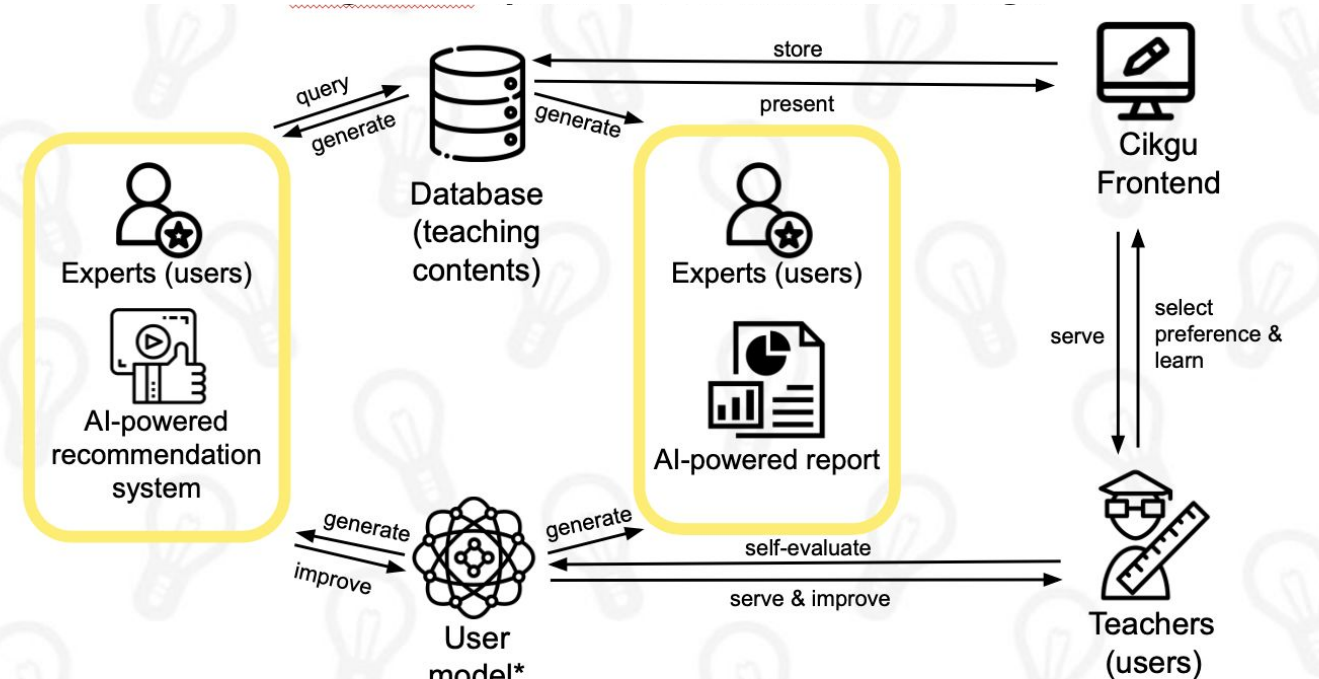 store
query
generate
generate
present
Cikgu
Frontend
Database
(teaching
contents)
Experts (users)
Experts (users)
AI-powered
recommendation
system
AI-powered report
serve
select
preference &
learn
generate
improve
generate
self-evaluate
serve & improve
User
model*
Teachers
(users)